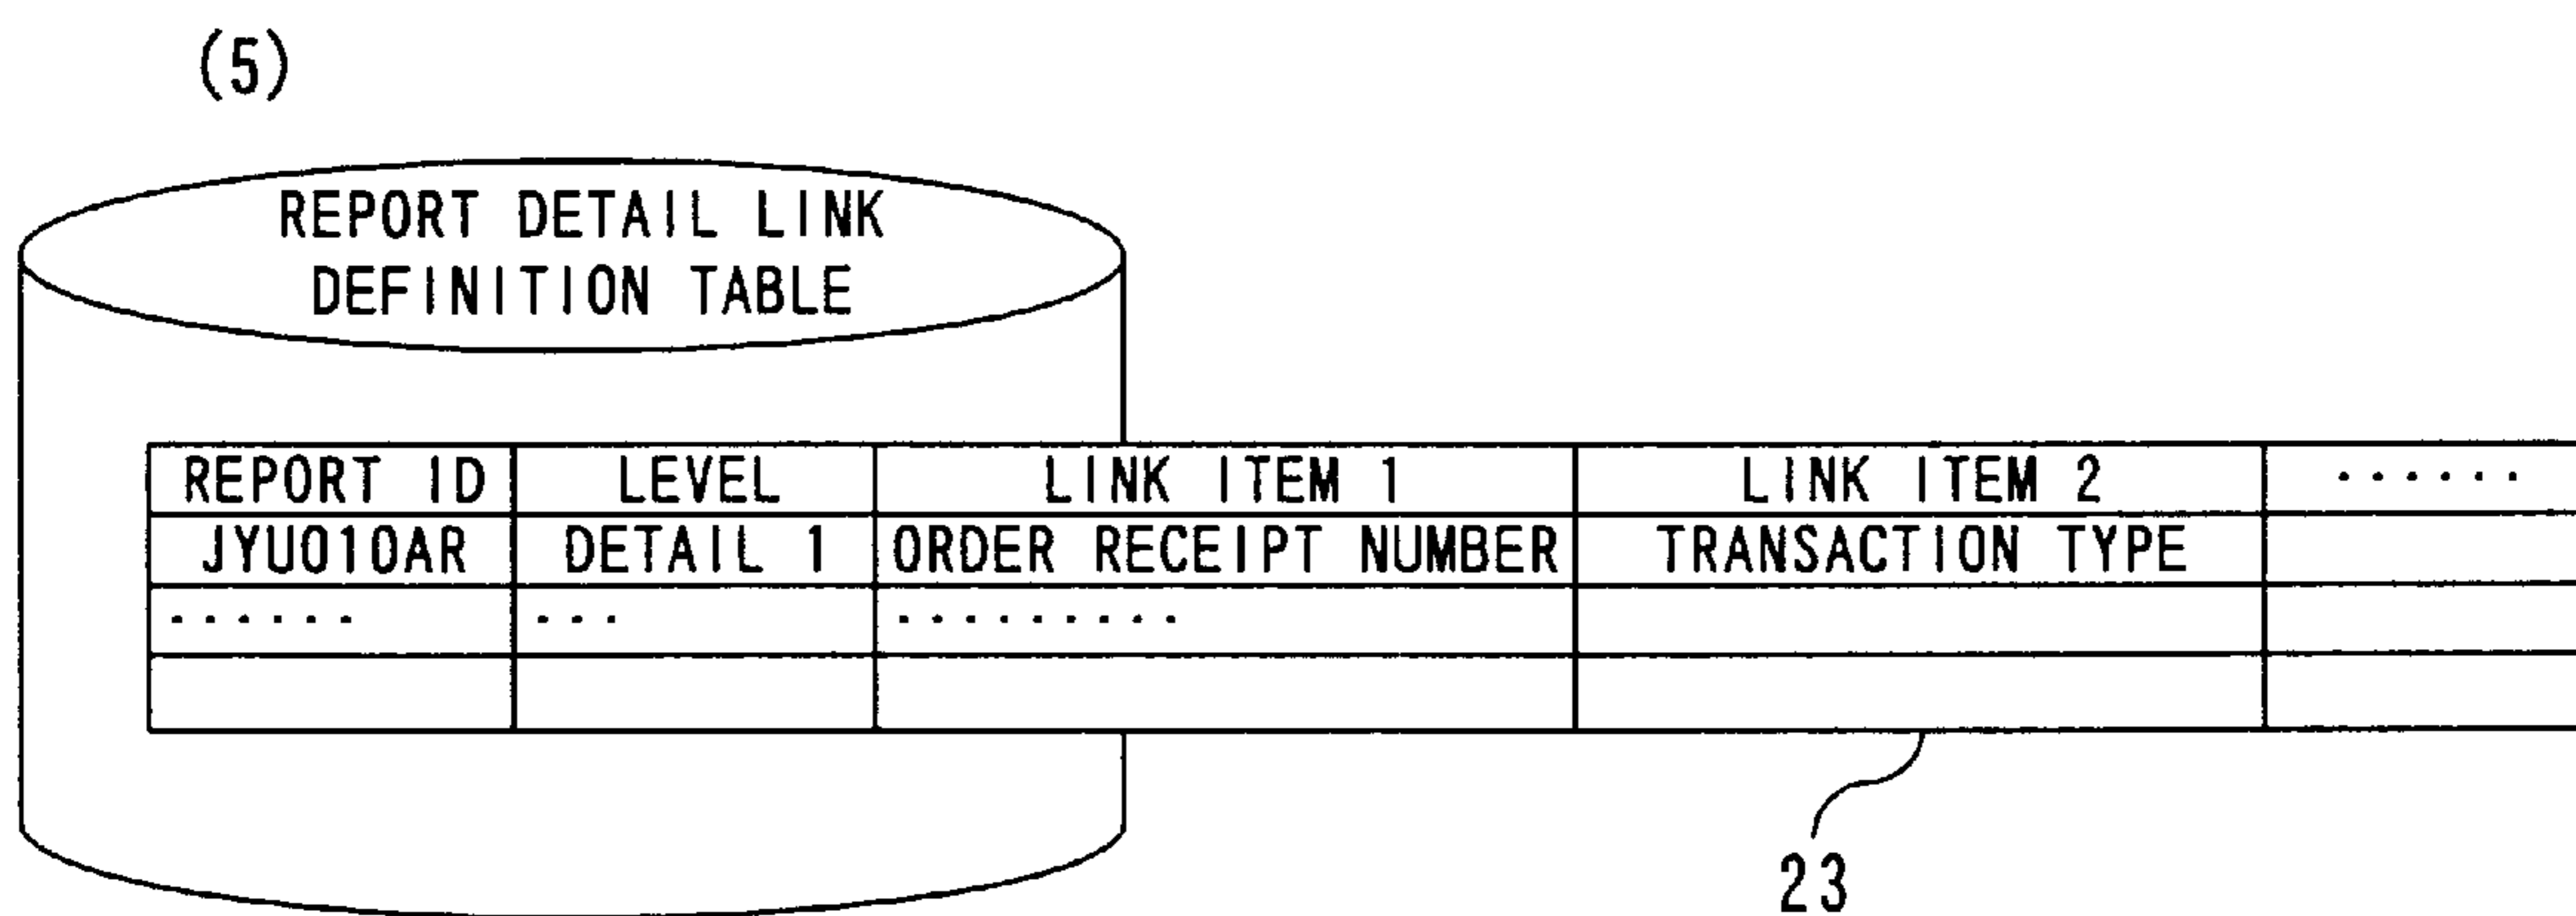 (5)
REPORT DETAIL LINK
DEFINITION TABLE
REPORT ID LEVEL LINK ITEM 1 LINK ITEM 2 ......
JYU010AR DETAIL 1 ORDER RECEIPT NUMBER TRANSACTION TYPE
...... ... .........
23